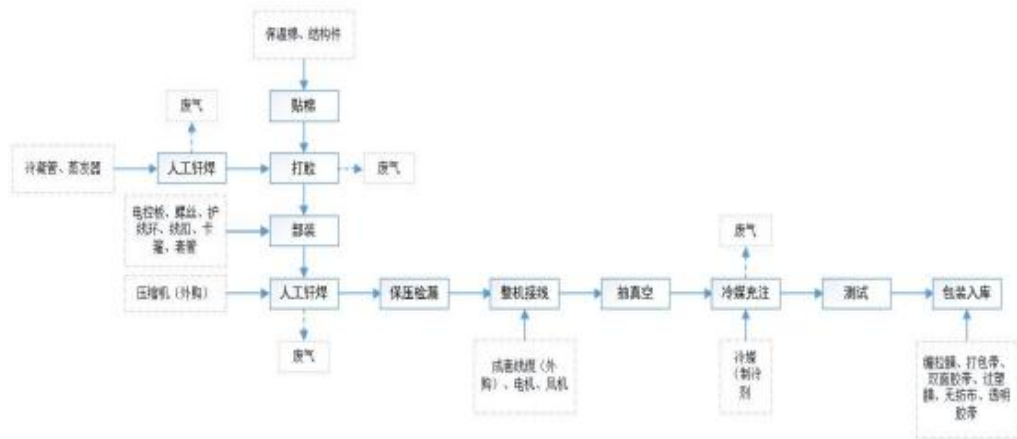 保温棉、结构件
废气
贴棉
冷凝管、蒸发器
人工钎焊
打胶
废气
电控板、螺丝、护
线环、线扣、卡
箍、套管
部装
废气
压缩机（外购）
人工钎焊
保压检漏
整机接线
抽真空
冷媒充注
测试
包装入库
废气
成套线缆（外
购）、电机、风机
冷媒
（制冷
剂）
缠拉膜、打包带、
双面胶带、过塑
膜、无纺布、透明
胶带